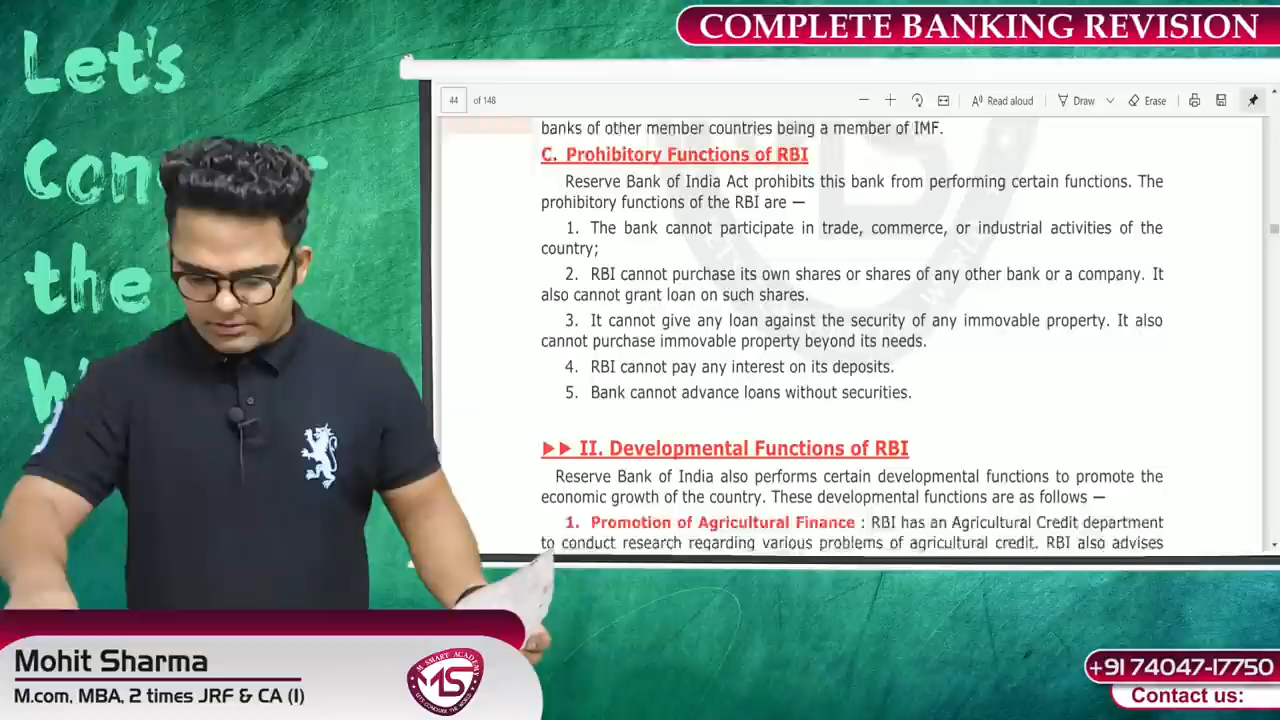 COMPLETE BANKING REVISION
Let's
Con
the
W
44 of 148
Read aloud
Draw
Erase
banks of other member countries being a member of IMF.
C. Prohibitory Functions of RBI
Reserve Bank of India Act prohibits this bank from performing certain functions. The
prohibitory functions of the RBI are —
1. The bank cannot participate in trade, commerce, or industrial activities of the
country;
2. RBI cannot purchase its own shares or shares of any other bank or a company. It
also cannot grant loan on such shares.
3. It cannot give any loan against the security of any immovable property. It also
cannot purchase immovable property beyond its needs.
4. RBI cannot pay any interest on its deposits.
5. Bank cannot advance loans without securities.
▶▶ II. Developmental Functions of RBI
Reserve Bank of India also performs certain developmental functions to promote the
economic growth of the country. These developmental functions are as follows —
1. Promotion of Agricultural Finance : RBI has an Agricultural Credit department
to conduct research regarding various problems of agricultural credit. RBI also advises
Mohit Sharma
M.com, MBA, 2 times JRF & CA (I)
M SMART ACADEMY
MS
LETS CONQUER THE WORLD
+91 74047-17750
Contact us: